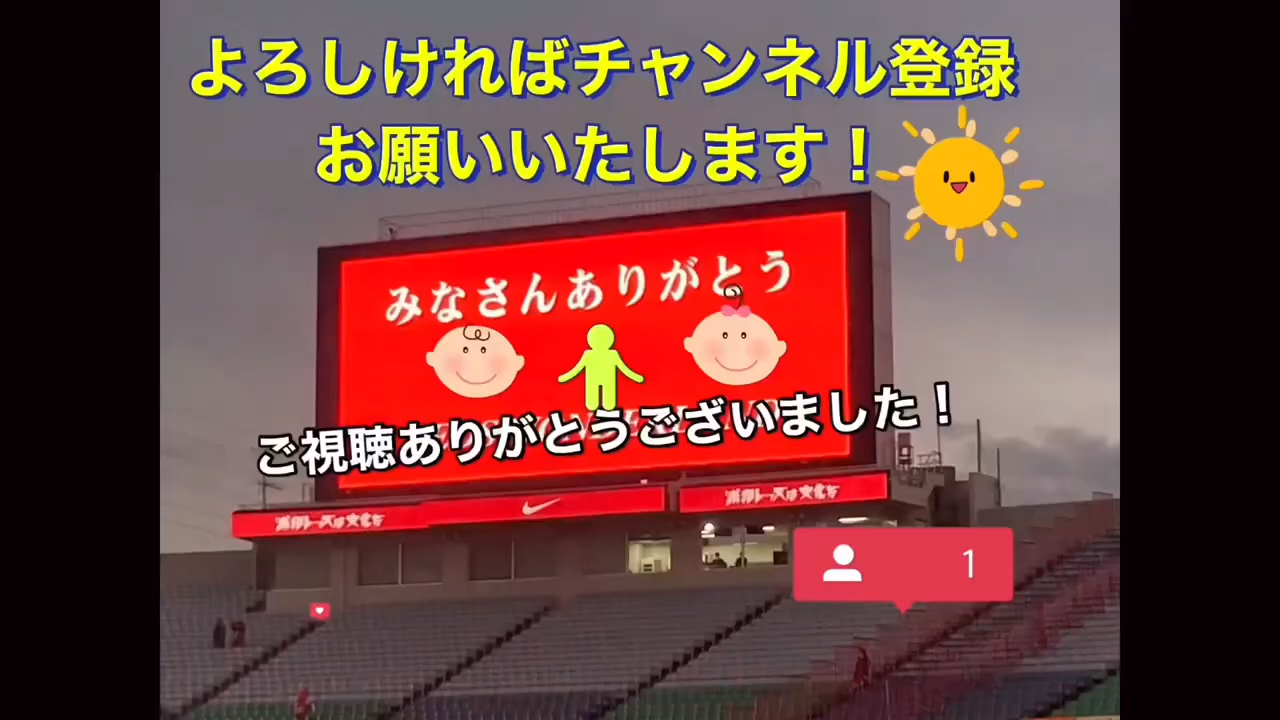 よろしければチャンネル登録
お願いいたします！
みなさんありがとう
ご視聴ありがとうございました！
1